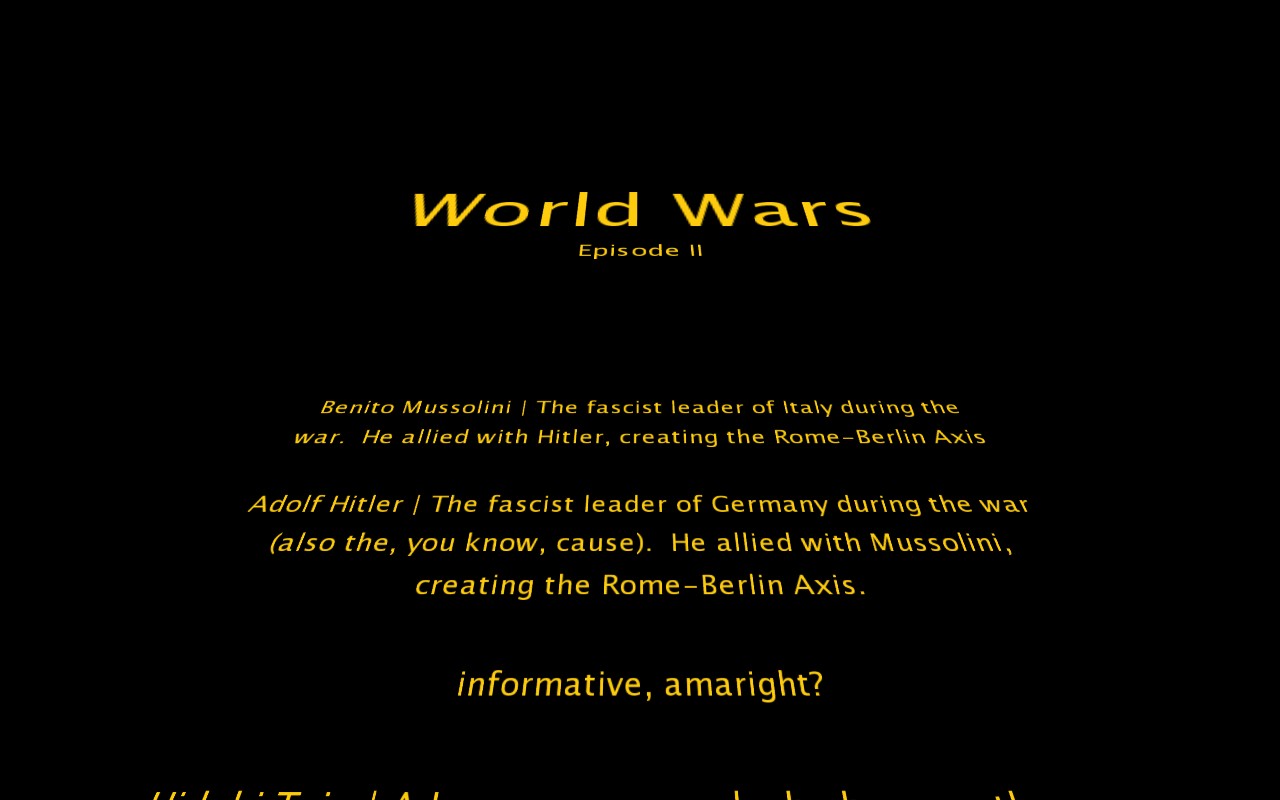 World Wars
Episode II
Benito Mussolini | The fascist leader of Italy during the
war.  He allied with Hitler, creating the Rome-Berlin Axis
Adolf Hitler | The fascist leader of Germany during the war
(also the, you know, cause).  He allied with Mussolini,
creating the Rome-Berlin Axis.
informative, amaright?